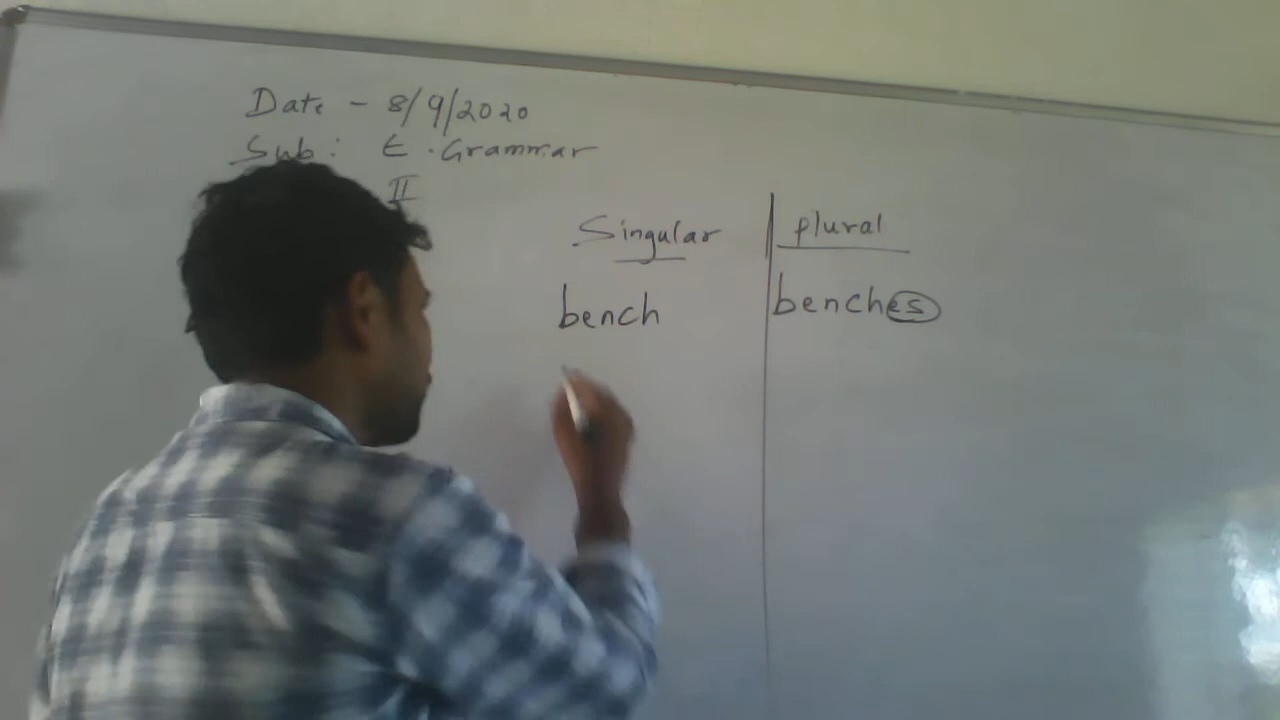 Date - 8/9/2020
Sub: E. Grammar
II
Singular plural
bench benches